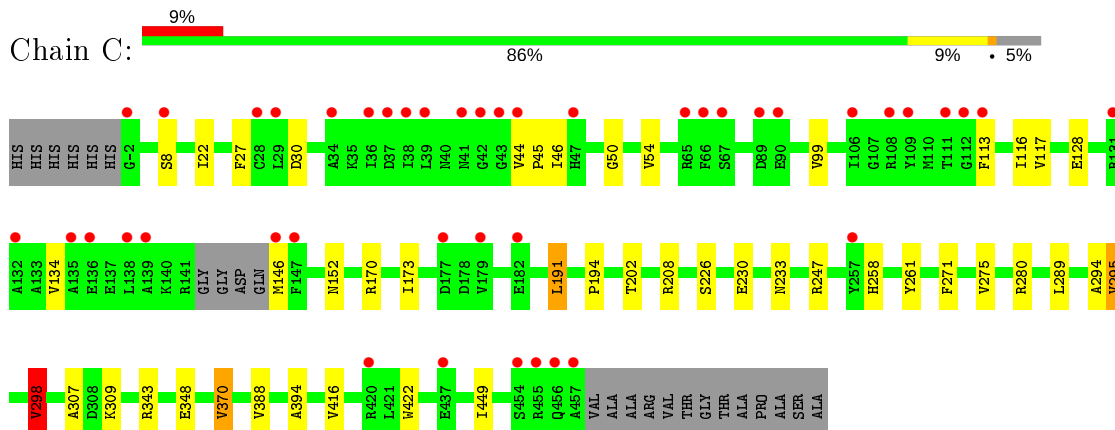 9%
Chain C:
86% 9% • 5%
HIS HIS HIS HIS HIS HIS G-2 S8 I22 F27 C28 L29 D30 A34 K35 I36 D37 I38 L39 N40 N41 G42 G43 V44 P45 I46 H47 G50 V54 R65 F66 S67 D89 E90 V99 I106 G107 R108 Y109 M110 T111 G112 F113 I116 V117 E128 R131
A132 A133 V134 A135 E136 E137 L138 A139 K140 R141 GLY GLY ASP GLN M146 F147 N152 R170 I173 D177 D178 V179 E182 L191 P194 T202 R208 S226 E230 N233 R247 Y257 H258 Y261 F271 V275 R280 L289 A294 V295
V298 A307 D308 K309 R343 E348 V370 V388 A394 V416 R420 L421 W422 E437 I449 S454 R455 Q456 A457 VAL ALA ALA ARG VAL THR GLY THR ALA PRO ALA SER ALA